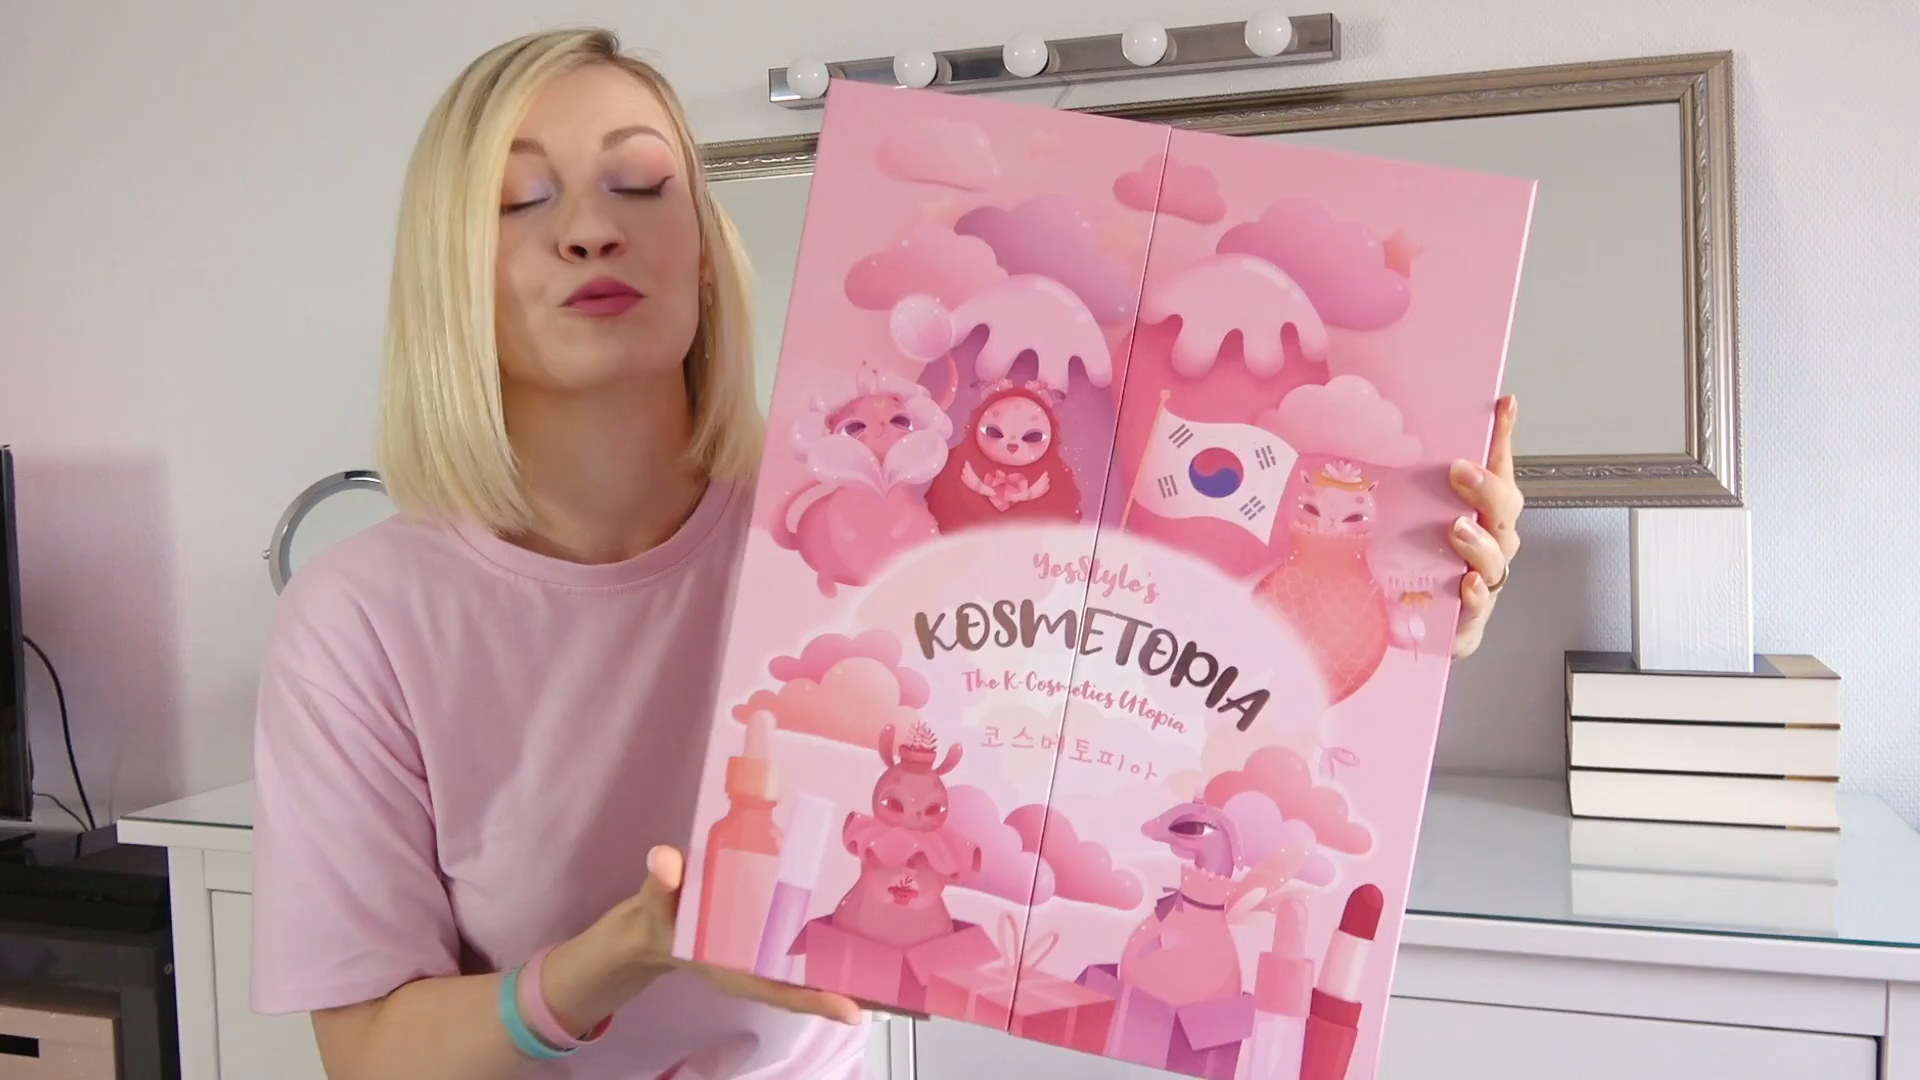 YesStyle's
KOSMETOPIA
The K-Cosmetics Utopia
코스메토피아